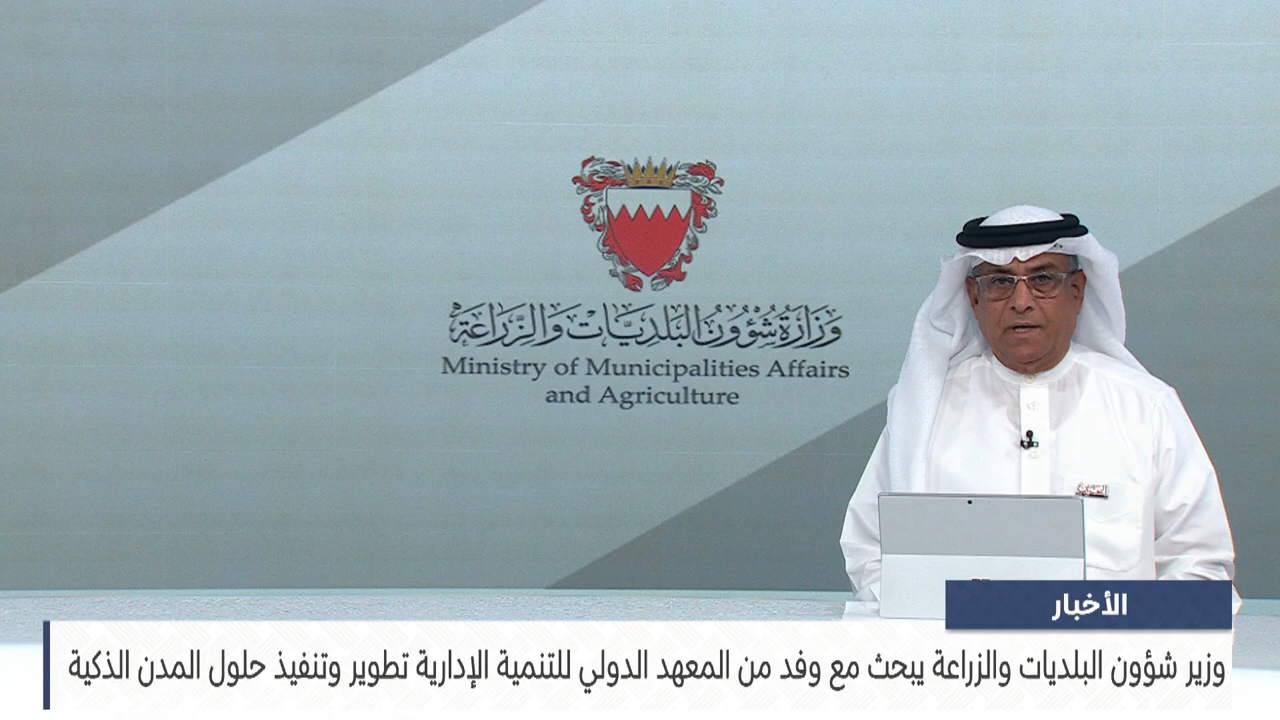 وزارة شؤون البلديات والزراعة
Ministry of Municipalities Affairs
and Agriculture
الأخبار
وزير شؤون البلديات والزراعة يبحث مع وفد من المعهد الدولي للتنمية الإدارية تطوير وتنفيذ حلول المدن الذكية